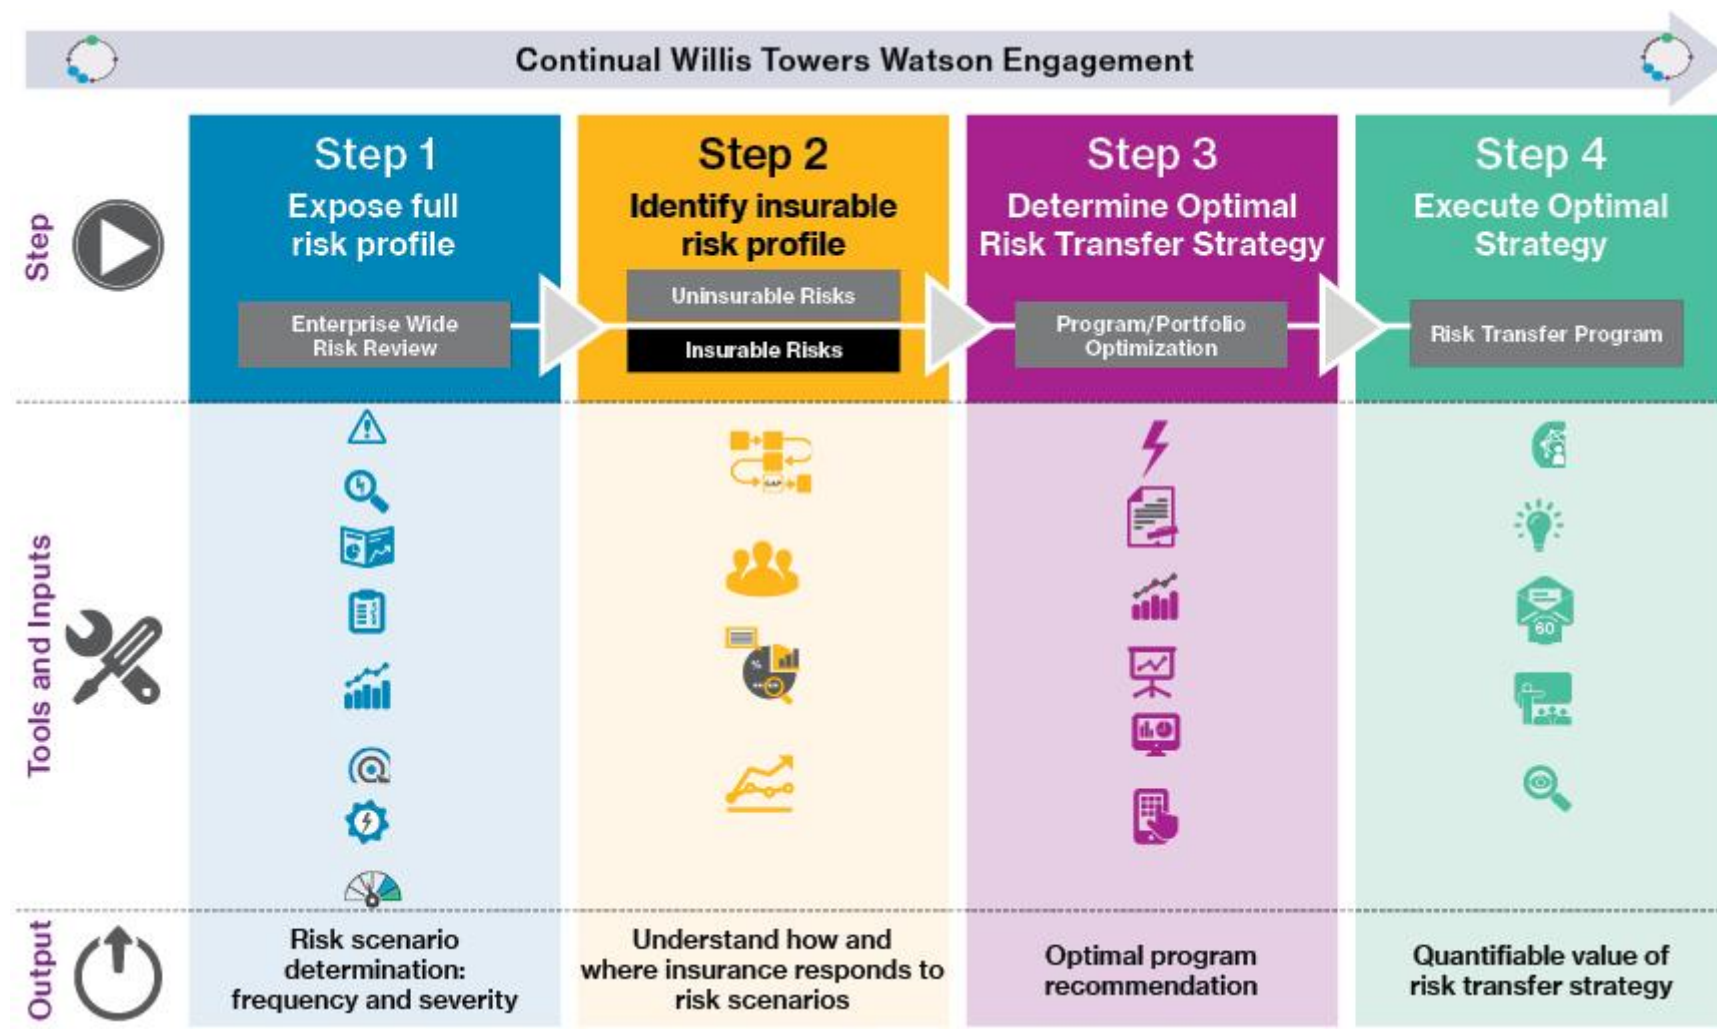 Continual Willis Towers Watson Engagement
Step
Step 1
Expose full
risk profile
Enterprise Wide
Risk Review
Step 2
Identify insurable
risk profile
Uninsurable Risks
Insurable Risks
Step 3
Determine Optimal
Risk Transfer Strategy
Program/Portfolio
Optimization
Step 4
Execute Optimal
Strategy
Risk Transfer Program
Tools and Inputs
GAP
%
60
Output
Risk scenario
determination:
frequency and severity
Understand how and
where insurance responds to
risk scenarios
Optimal program
recommendation
Quantifiable value of
risk transfer strategy